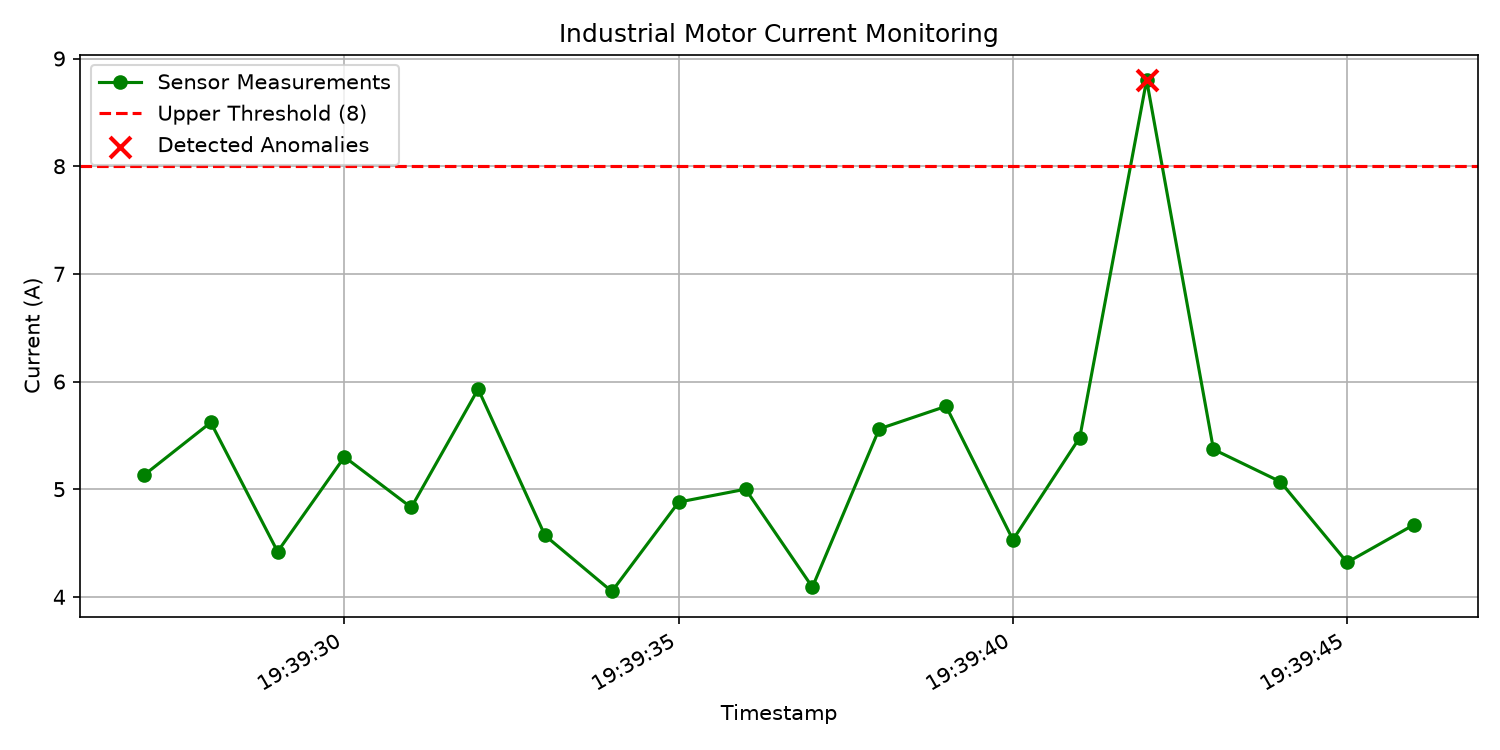 Industrial Motor Current Monitoring
9
8
7
6
5
4
Current (A)
Sensor Measurements
Upper Threshold (8)
Detected Anomalies
19:39:30
19:39:35
19:39:40
19:39:45
Timestamp